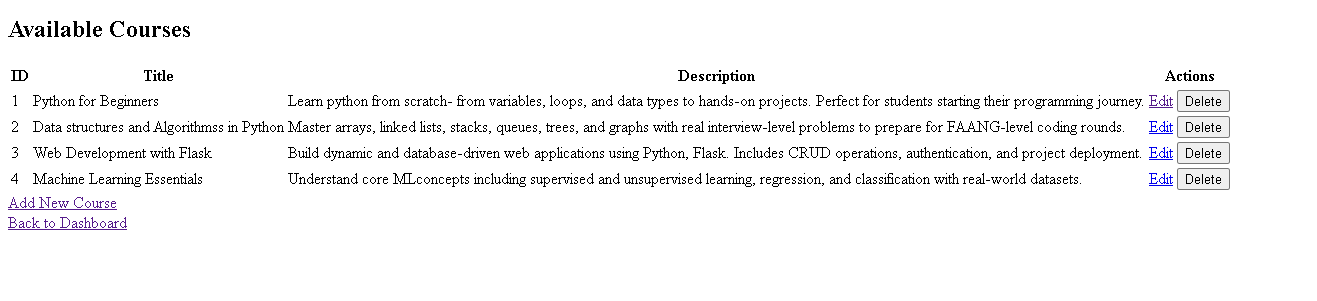 Available Courses
ID Title Description Actions
1 Python for Beginners Learn python from scratch- from variables, loops, and data types to hands-on projects. Perfect for students starting their programming journey. Edit Delete
2 Data structures and Algorithmss in Python Master arrays, linked lists, stacks, queues, trees, and graphs with real interview-level problems to prepare for FAANG-level coding rounds. Edit Delete
3 Web Development with Flask Build dynamic and database-driven web applications using Python, Flask. Includes CRUD operations, authentication, and project deployment. Edit Delete
4 Machine Learning Essentials Understand core MLconcepts including supervised and unsupervised learning, regression, and classification with real-world datasets. Edit Delete
Add New Course
Back to Dashboard